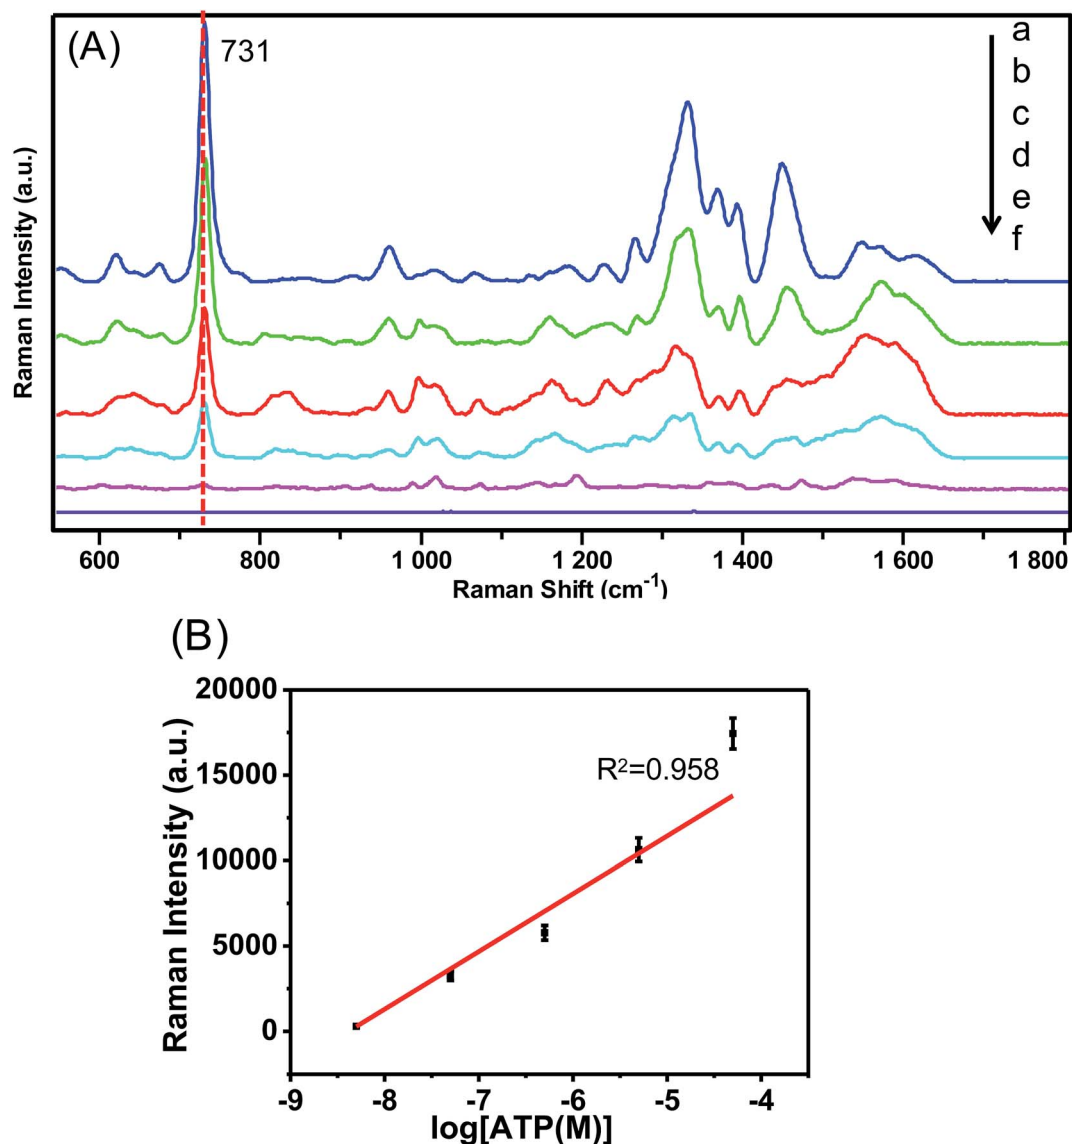 (A)
731
a
b
c
d
e
f
Raman Intensity (a.u.)
600 800 1 000 1 200 1 400 1 600 1 800
Raman Shift (cm⁻¹)
(B)
20000
15000
10000
5000
0
Raman Intensity (a.u.)
R²=0.958
-9 -8 -7 -6 -5 -4
log[ATP(M)]